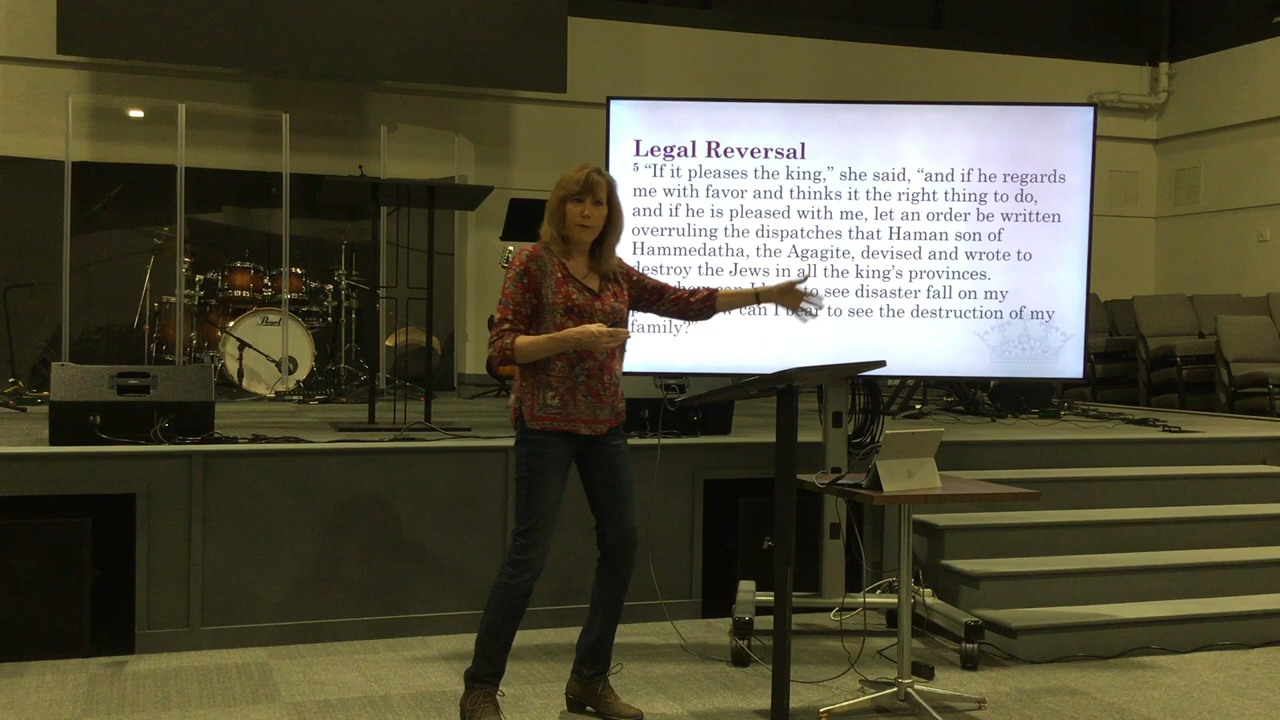 Legal Reversal
5 “If it pleases the king,” she said, “and if he regards
me with favor and thinks it the right thing to do,
and if he is pleased with me, let an order be written
overruling the dispatches that Haman son of
Hammedatha, the Agagite, devised and wrote to
destroy the Jews in all the king’s provinces.
how can I to see disaster fall on my
can I bear to see the destruction of my
family?”
Pearl